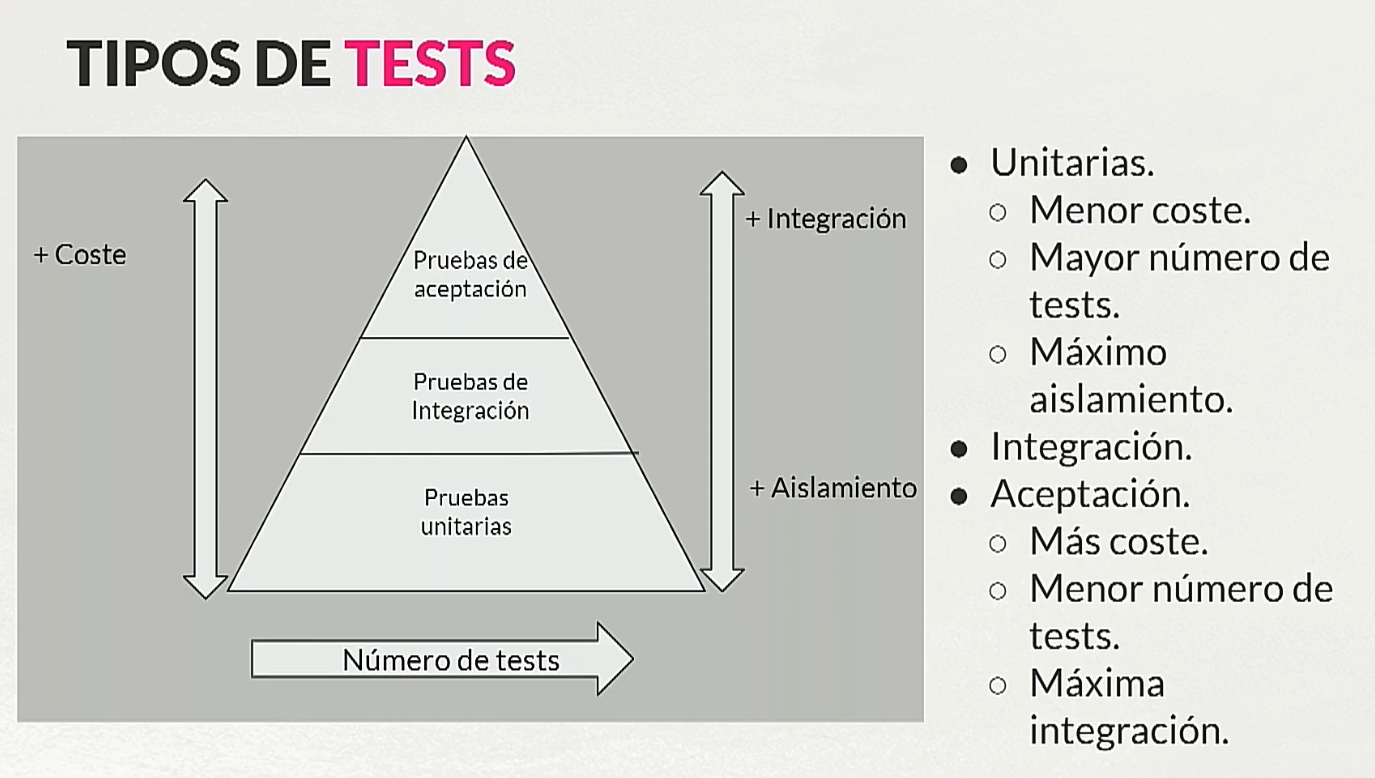 TIPOS DE TESTS
+ Coste
Pruebas de
aceptación
Pruebas de
Integración
Pruebas
unitarias
+ Integración
+ Aislamiento
Número de tests
● Unitarias.
○ Menor coste.
○ Mayor número de
tests.
○ Máximo
aislamiento.
● Integración.
● Aceptación.
○ Más coste.
○ Menor número de
tests.
○ Máxima
integración.